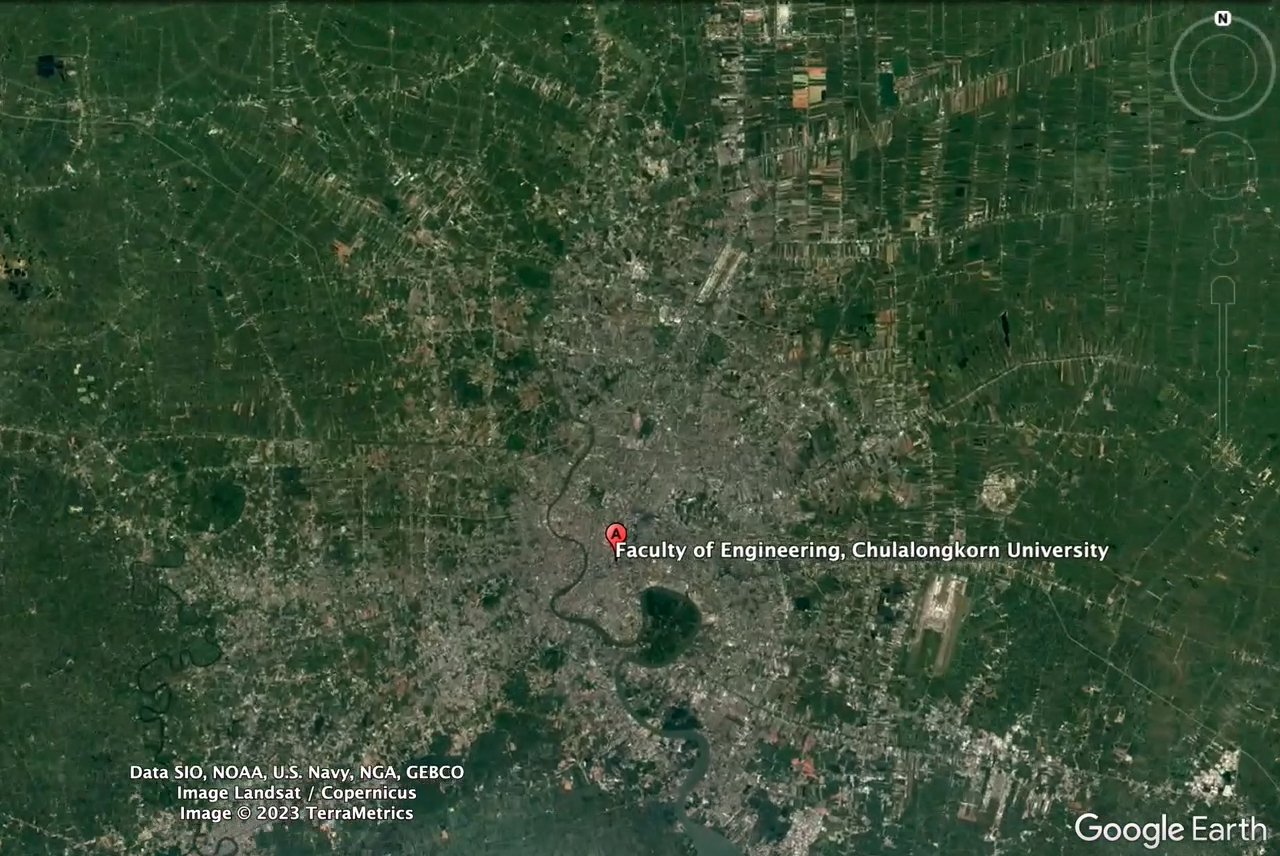 N
A
Faculty of Engineering, Chulalongkorn University
Data SIO, NOAA, U.S. Navy, NGA, GEBCO
Image Landsat / Copernicus
Image © 2023 TerraMetrics
Google Earth